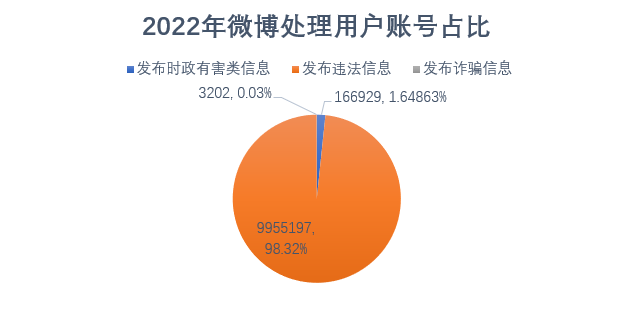 2022年微博处理用户账号占比
发布时政有害类信息 发布违法信息 发布诈骗信息
3202, 0.03%
166929, 1.64863%
9955197,
98.32%